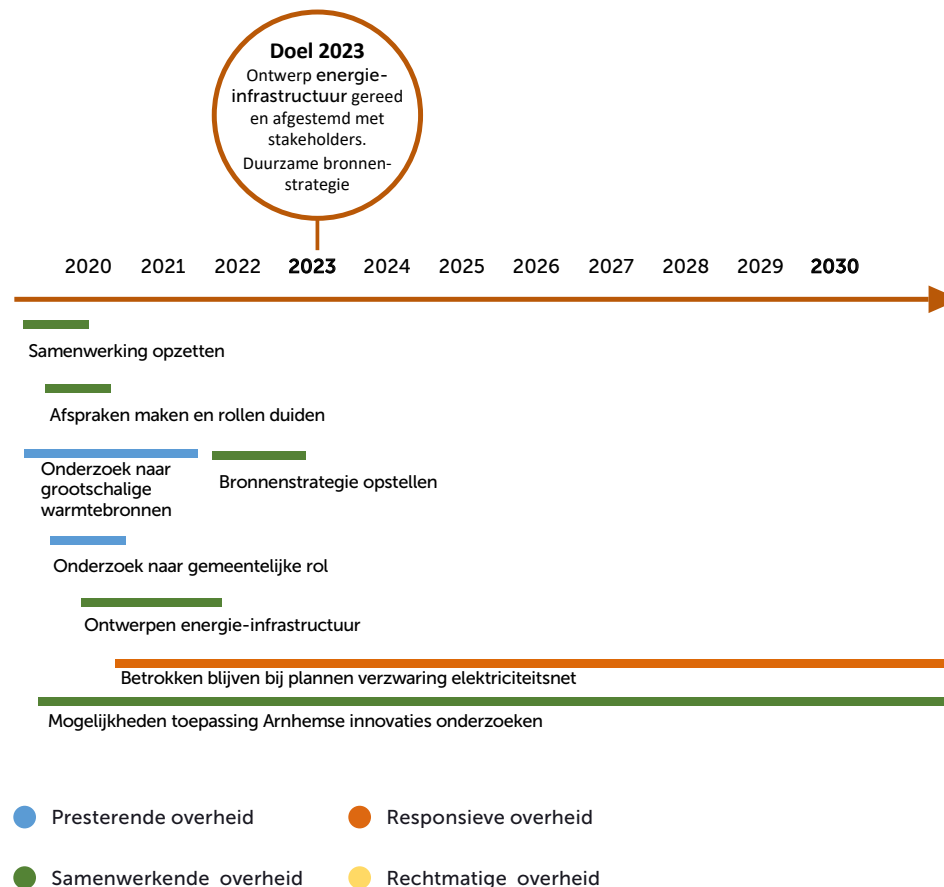 Doel 2023
Ontwerp energie-
infrastructuur gereed
en afgestemd met
stakeholders.
Duurzame bronnen-
strategie
2020 2021 2022 2023 2024 2025 2026 2027 2028 2029 2030
Samenwerking opzetten
Afspraken maken en rollen duiden
Onderzoek naar
grootschalige
warmtebronnen
Bronnenstrategie opstellen
Onderzoek naar gemeentelijke rol
Ontwerpen energie-infrastructuur
Betrokken blijven bij plannen verzwaring elektriciteitsnet
Mogelijkheden toepassing Arnhemse innovaties onderzoeken
Presterende overheid
Responsieve overheid
Samenwerkende overheid
Rechtmatige overheid